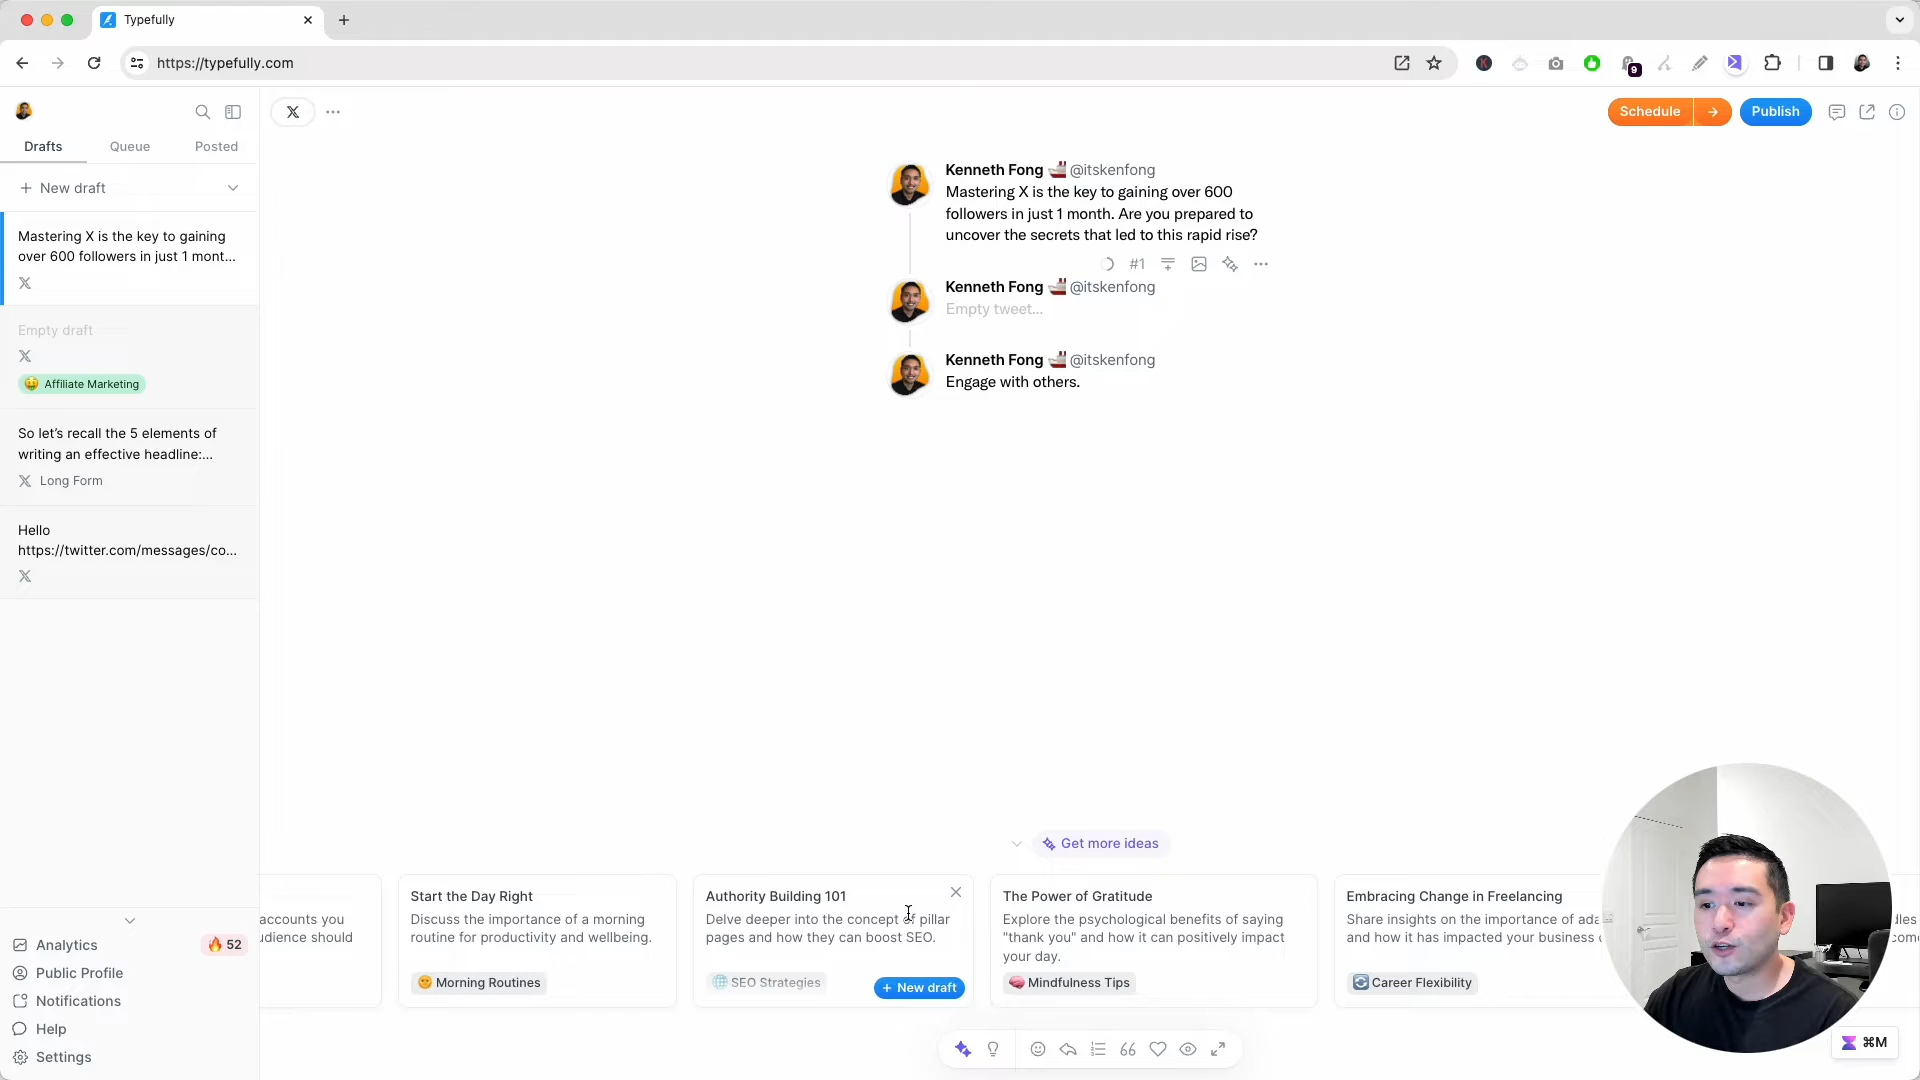 Typefully
https://typefully.com
9
Drafts
Queue
Posted
New draft
Mastering X is the key to gaining
over 600 followers in just 1 mont...
Empty draft
Affiliate Marketing
So let's recall the 5 elements of
writing an effective headline:...
Long Form
Hello
https://twitter.com/messages/co...
Analytics
52
Public Profile
Notifications
Help
Settings
Schedule
Publish
Kenneth Fong @itskenfong
Mastering X is the key to gaining over 600
followers in just 1 month. Are you prepared to
uncover the secrets that led to this rapid rise?
#1
Kenneth Fong @itskenfong
Empty tweet...
Kenneth Fong @itskenfong
Engage with others.
Get more ideas
accounts you
should
Start the Day Right
Discuss the importance of a morning
routine for productivity and wellbeing.
Morning Routines
Authority Building 101
Delve deeper into the concept of pillar
pages and how they can boost SEO.
SEO Strategies
+ New draft
The Power of Gratitude
Explore the psychological benefits of saying
"thank you" and how it can positively impact
your day.
Mindfulness Tips
Embracing Change in Freelancing
Share insights on the importance of
and how it has impacted your business
Career Flexibility
⌘M